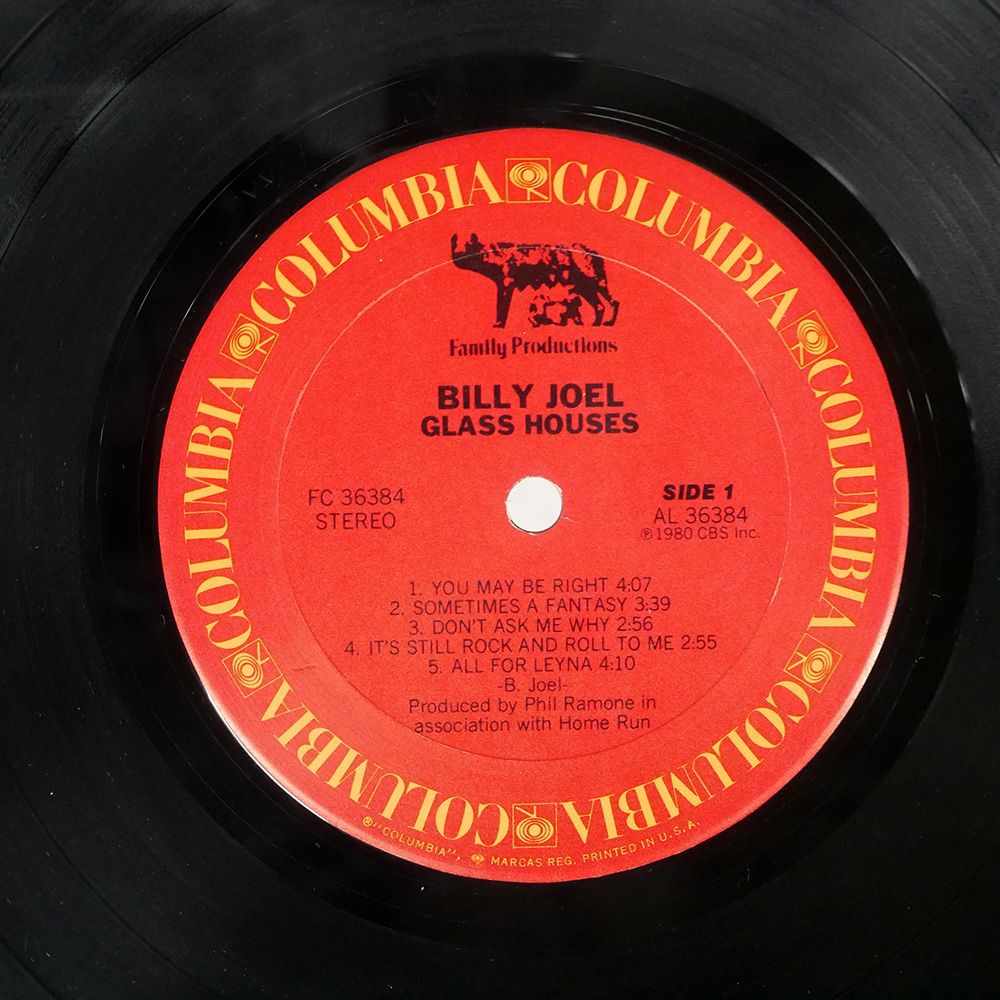 COLUMBIA COLUMBIA COLUMBIA COLUMBIA COLUMBIA COLUMBIA COLUMBIA COLUMBIA
Family Productions
BILLY JOEL
GLASS HOUSES
FC 36384
STEREO
SIDE 1
AL 36384
℗1980 CBS Inc.
1. YOU MAY BE RIGHT 4:07
2. SOMETIMES A FANTASY 3:39
3. DON'T ASK ME WHY 2:56
4. IT'S STILL ROCK AND ROLL TO ME 2:55
5. ALL FOR LEYNA 4:10
-B. Joel-
Produced by Phil Ramone in
association with Home Run
®"COLUMBIA", MARCAS REG. PRINTED IN U.S.A.